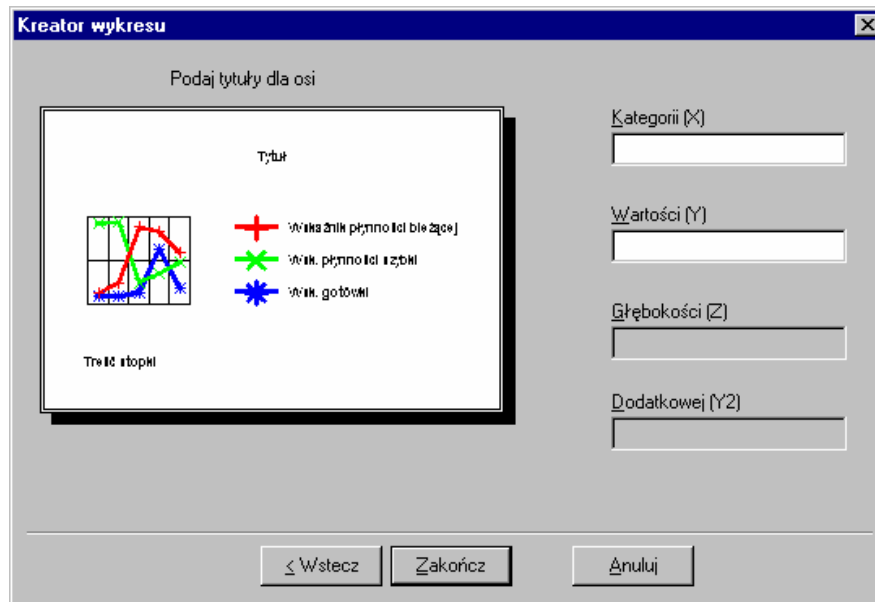 Kreator wykresu
Podaj tytuły dla osi
Tytuł
Wskaźnik płynności bieżącej
Wsk. płynności szybki
Wsk. gotówki
Treść stopki
Kategorii (X)
Wartości (Y)
Głębokości (Z)
Dodatkowej (Y2)
< Wstecz
Zakończ
Anuluj